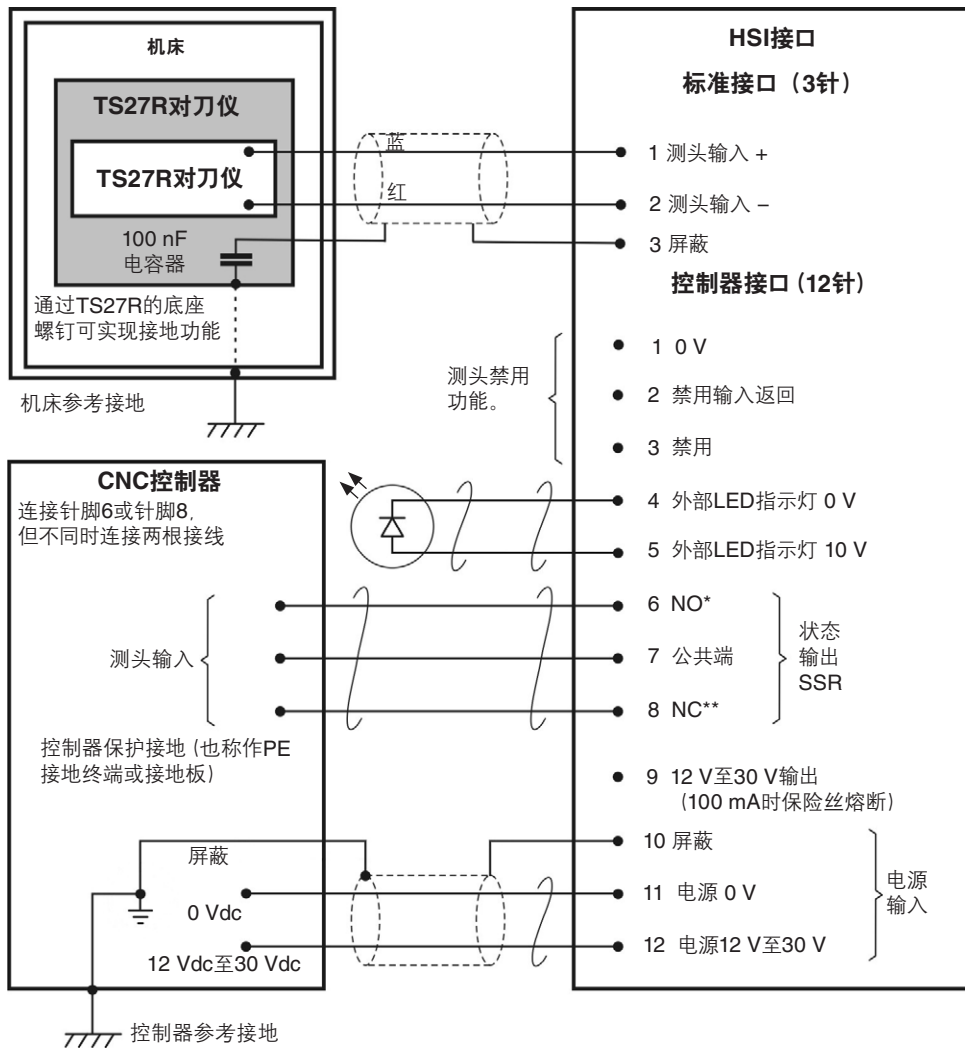 机床
TS27R对刀仪
TS27R对刀仪
100 nF
电容器
通过TS27R的底座
螺钉可实现接地功能
机床参考接地
蓝
红
HSI接口
标准接口（3针）
1 测头输入 +
2 测头输入 –
3 屏蔽
控制器接口 (12针)
测头禁用
功能。
1 0 V
2 禁用输入返回
3 禁用
4 外部LED指示灯 0 V
5 外部LED指示灯 10 V
6 NO*
7 公共端
8 NC**
状态
输出
SSR
9 12 V至30 V输出
(100 mA时保险丝熔断)
10 屏蔽
11 电源 0 V
12 电源12 V至30 V
电源
输入
CNC控制器
连接针脚6或针脚8,
但不同时连接两根接线
测头输入
控制器保护接地 (也称作PE
接地终端或接地板)
屏蔽
0 Vdc
12 Vdc至30 Vdc
控制器参考接地